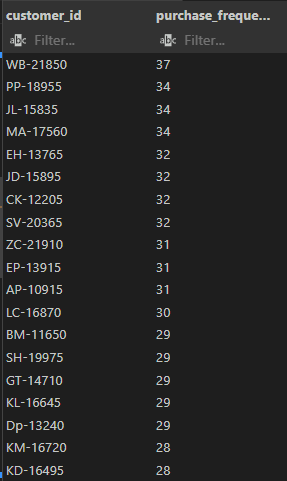 customer_id purchase_freque...
abc Filter... abc Filter...
WB-21850 37
PP-18955 34
JL-15835 34
MA-17560 34
EH-13765 32
JD-15895 32
CK-12205 32
SV-20365 32
ZC-21910 31
EP-13915 31
AP-10915 31
LC-16870 30
BM-11650 29
SH-19975 29
GT-14710 29
KL-16645 29
Dp-13240 29
KM-16720 28
KD-16495 28